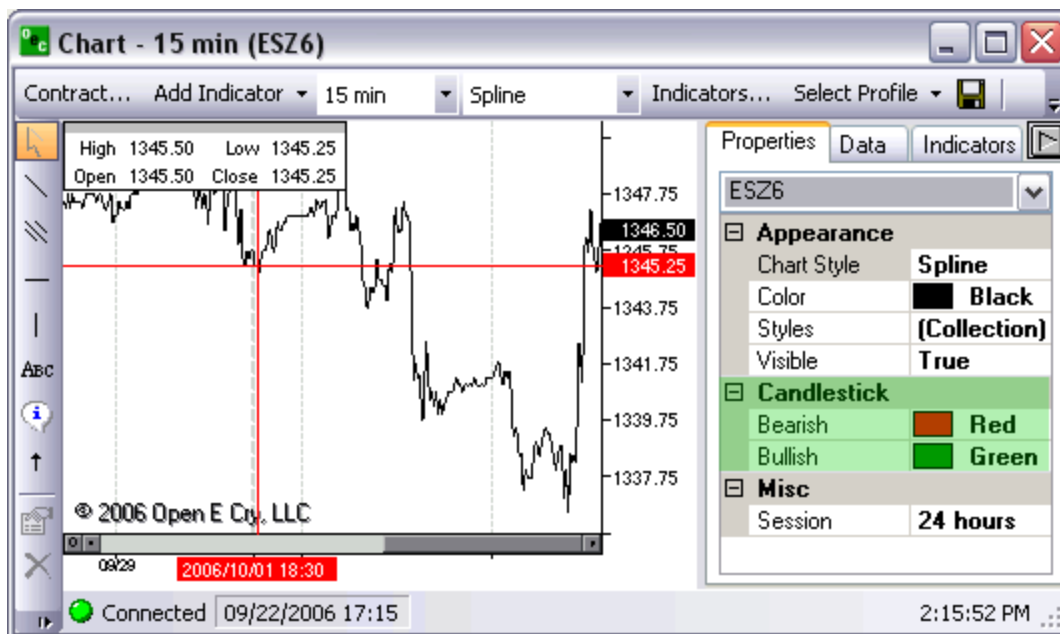 Oec Chart - 15 min (ESZ6)
Contract... Add Indicator 15 min Spline Indicators... Select Profile
High 1345.50 Low 1345.25
Open 1345.50 Close 1345.25
1347.75
1346.50
1345.75
1345.25
1343.75
1341.75
1339.75
1337.75
ABC
© 2006 Open E Cry, LLC
09/29 2006/10/01 18:30
Properties Data Indicators
ESZ6
Appearance
Chart Style Spline
Color Black
Styles (Collection)
Visible True
Candlestick
Bearish Red
Bullish Green
Misc
Session 24 hours
Connected 09/22/2006 17:15 2:15:52 PM